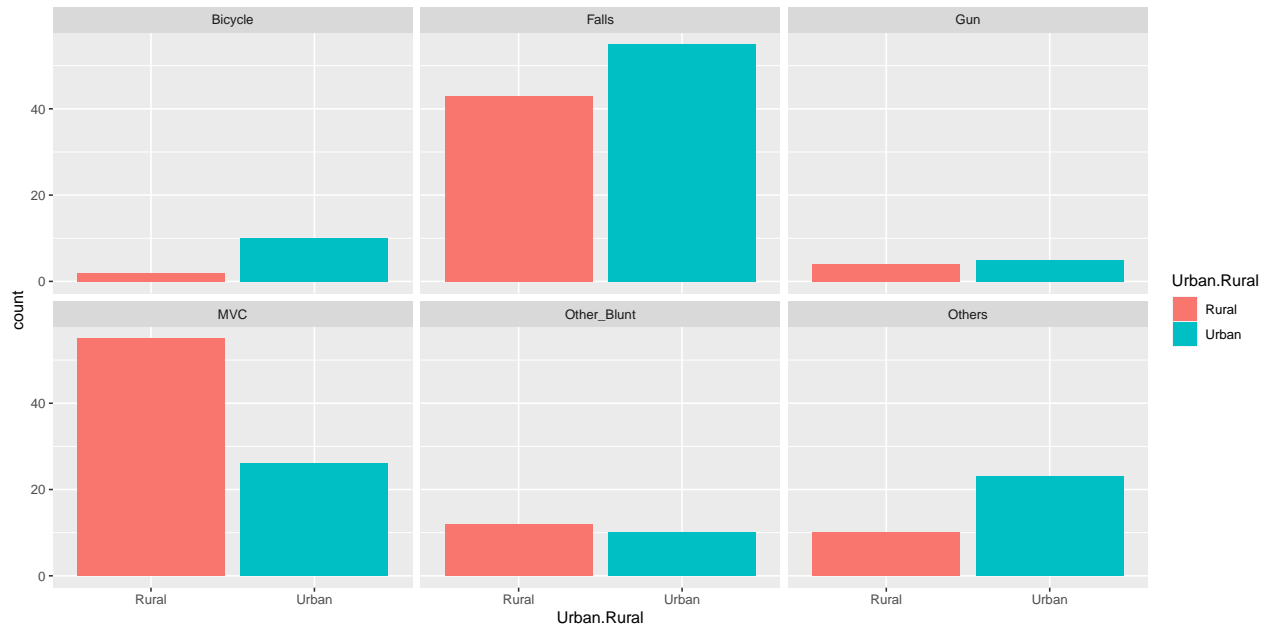 Bicycle
Falls
Gun
40
20
0
MVC
Other_Blunt
Others
40
20
0
count
Rural
Urban
Rural
Urban
Rural
Urban
Urban.Rural
Urban.Rural
Rural
Urban